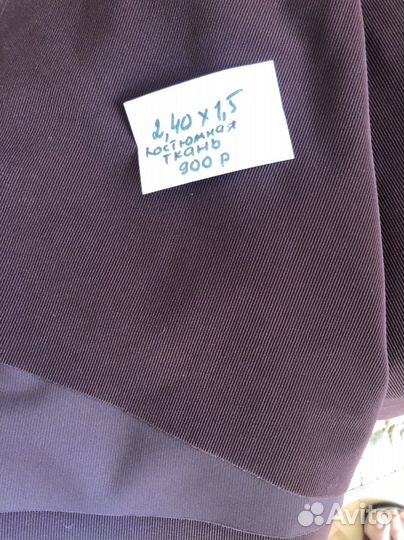 2,40 х 1,5
костюмная
ткань
900 р
Avito